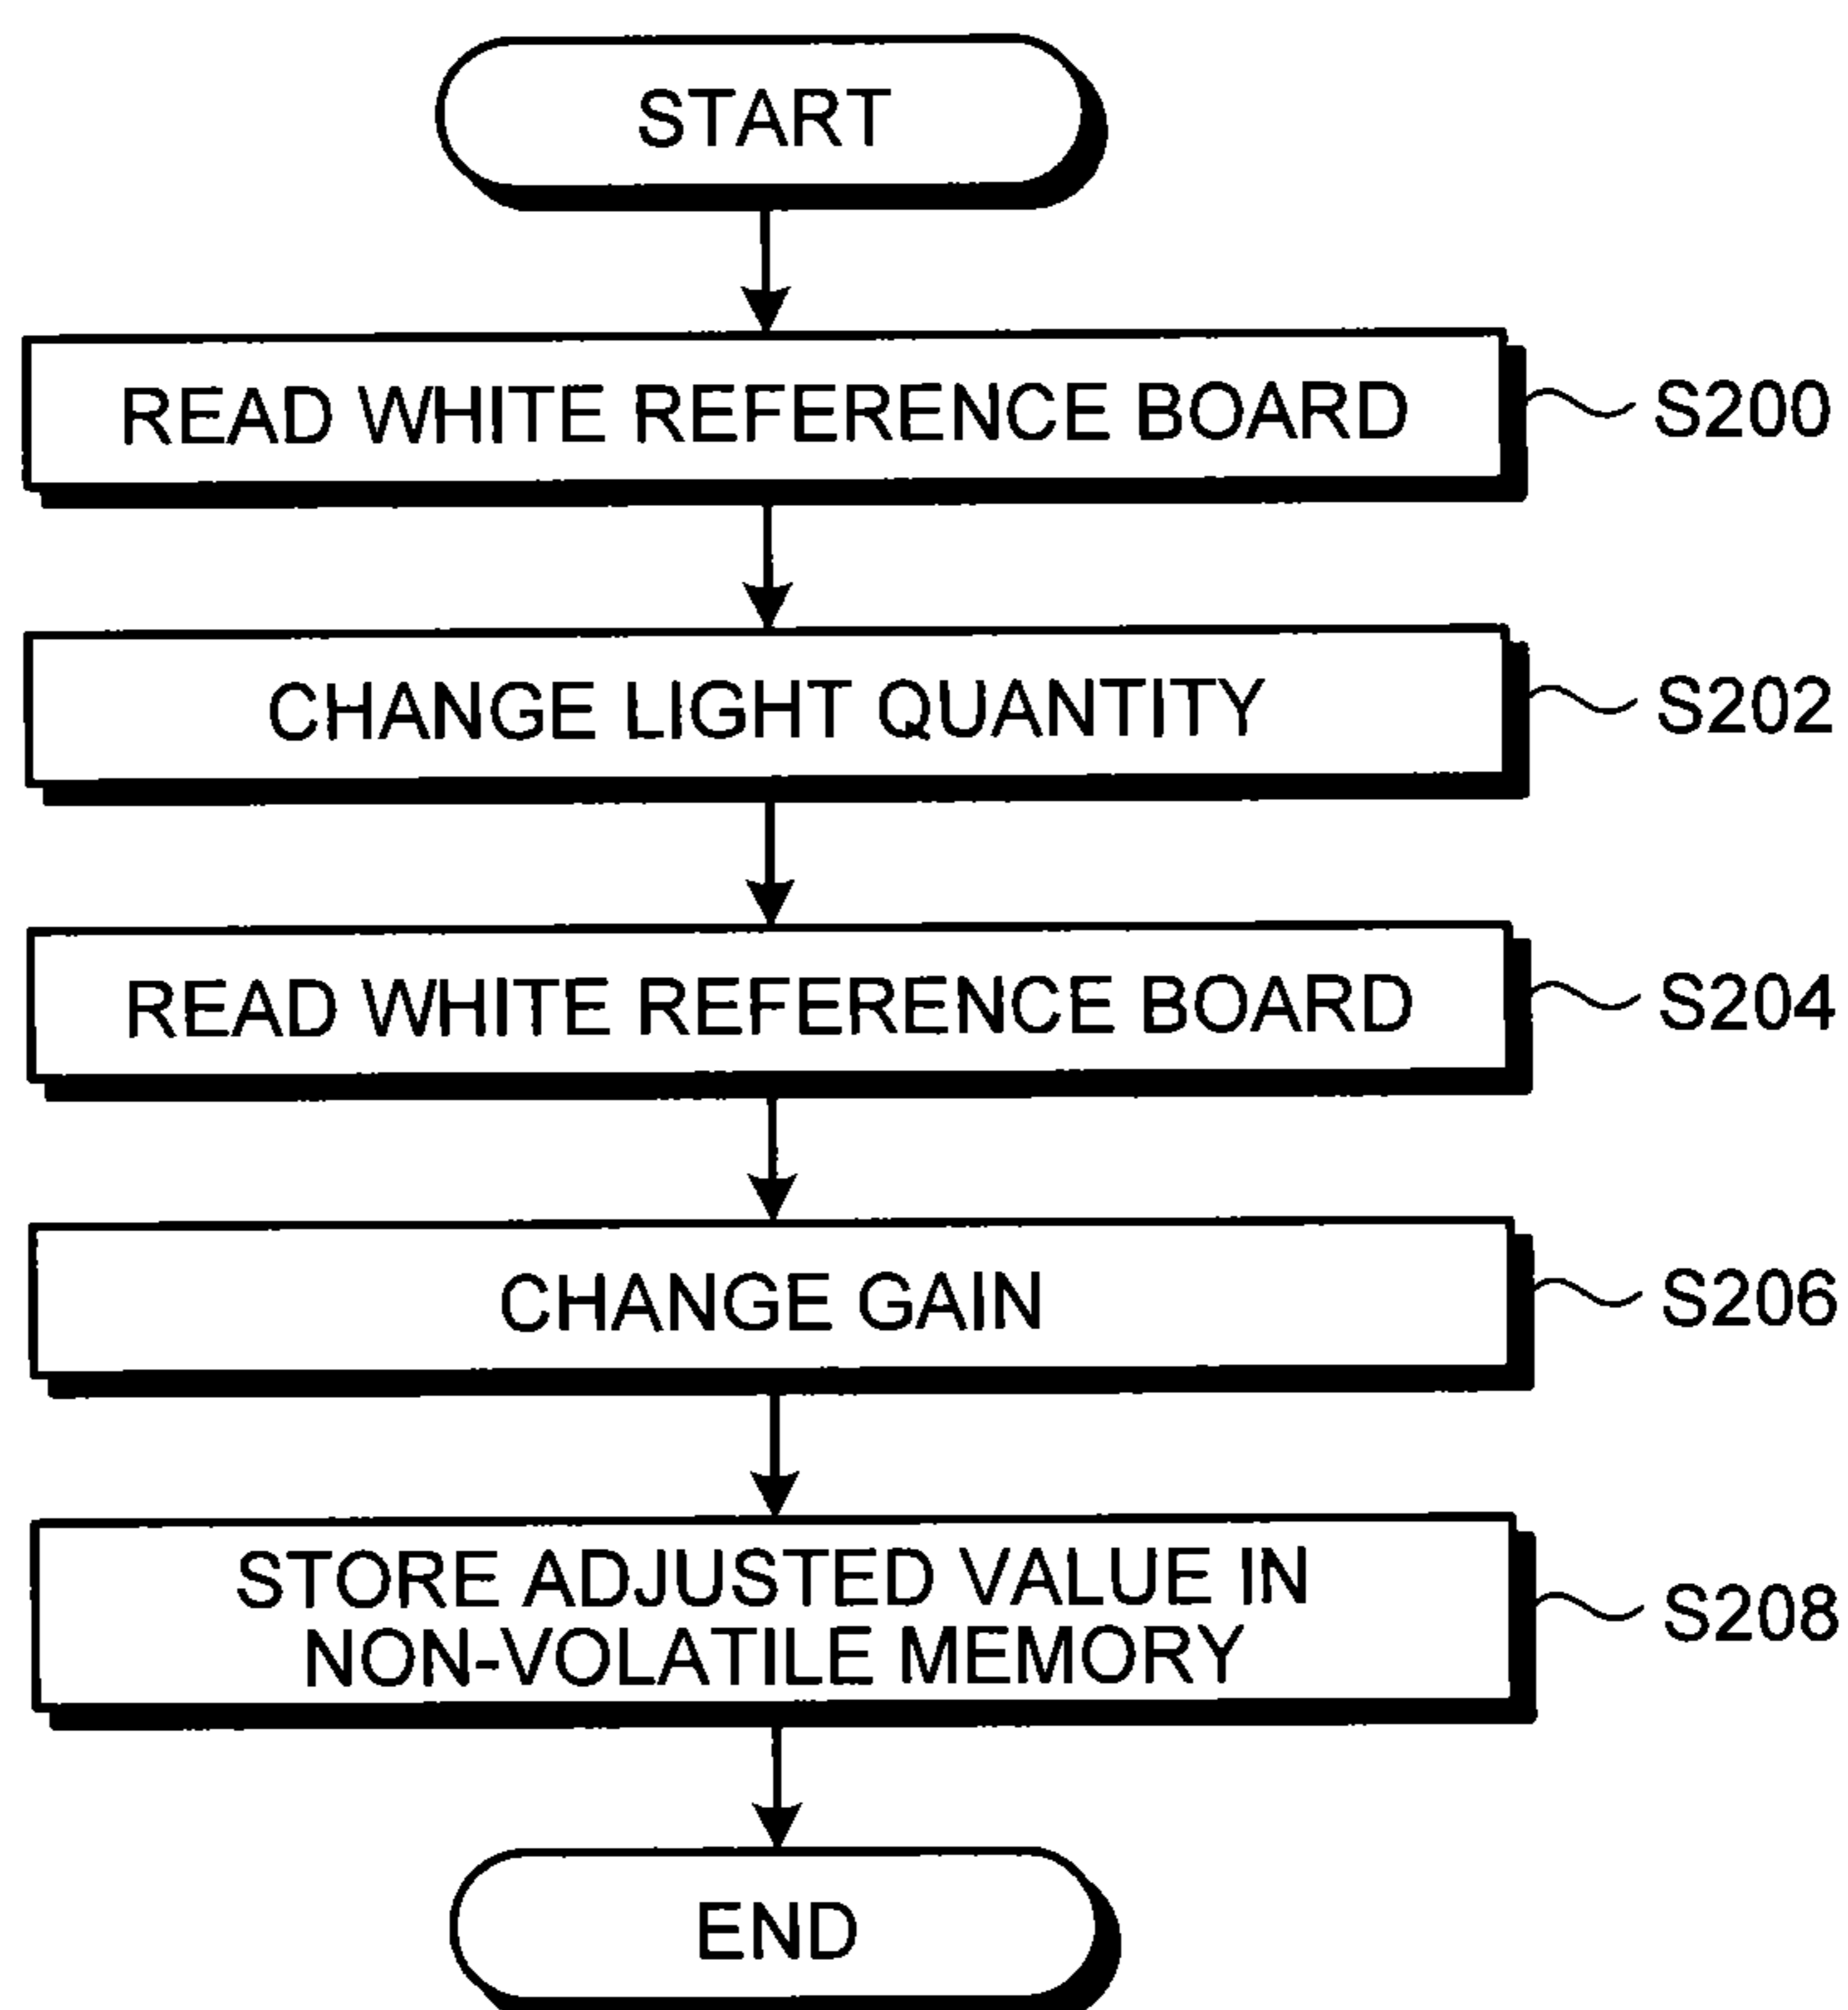 START
READ WHITE REFERENCE BOARD
S200
CHANGE LIGHT QUANTITY
S202
READ WHITE REFERENCE BOARD
S204
CHANGE GAIN
S206
STORE ADJUSTED VALUE IN
NON-VOLATILE MEMORY
S208
END